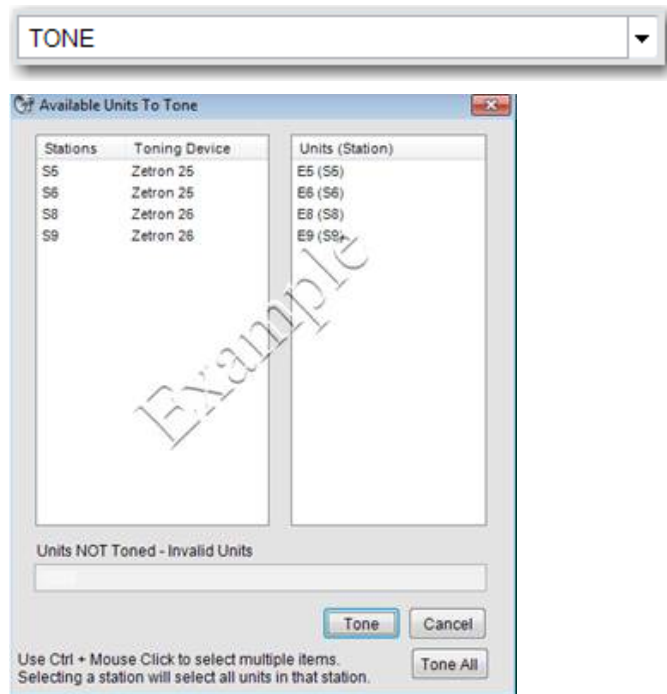 TONE
Available Units To Tone
Stations Toning Device Units (Station)
S5 Zetron 25 E5 (S5)
S6 Zetron 25 E6 (S6)
S8 Zetron 26 E8 (S8)
S9 Zetron 26 E9 (S9)
Example
Units NOT Toned - Invalid Units
Tone Cancel
Use Ctrl + Mouse Click to select multiple items.
Selecting a station will select all units in that station.
Tone All